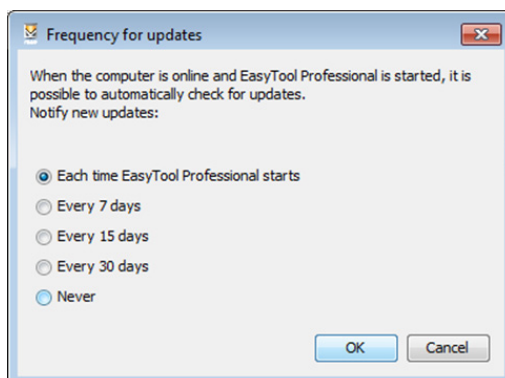 Frequency for updates
When the computer is online and EasyTool Professional is started, it is
possible to automatically check for updates.
Notify new updates:
Each time EasyTool Professional starts
Every 7 days
Every 15 days
Every 30 days
Never
OK Cancel